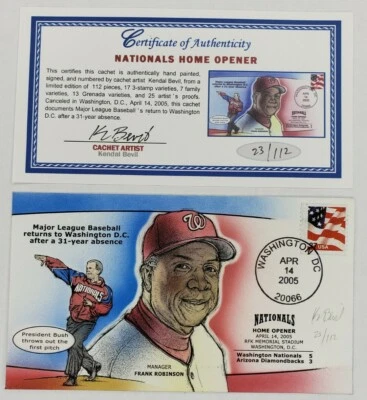 Certificate of Authenticity
NATIONALS HOME OPENER
This certifies this cachet is authentically hand painted,
signed, and numbered by cachet artist Kendal Bevil, from a
limited edition of 112 pieces, 17 3-stamp varieties, 7 family
varieties, 13 Grenada varieties, and 25 artist's proofs.
Canceled in Washington, D.C., April 14, 2005, this cachet
documents Major League Baseball's return to Washington
D.C. after a 31-year absence.
K Bevil
CACHET ARTIST
Kendal Bevil
23/112
Major League Baseball
returns to Washington D.C.
after a 31-year absence
W
NATIONALS
President Bush
throws out the
first pitch
MANAGER
FRANK ROBINSON
USA
WASHINGTON DC
APR
14
2005
20066
K Bevil
23/112
NATIONALS
HOME OPENER
APRIL 14, 2005
RFK MEMORIAL STADIUM
WASHINGTON, D.C.
Washington Nationals 5
Arizona Diamondbacks 3